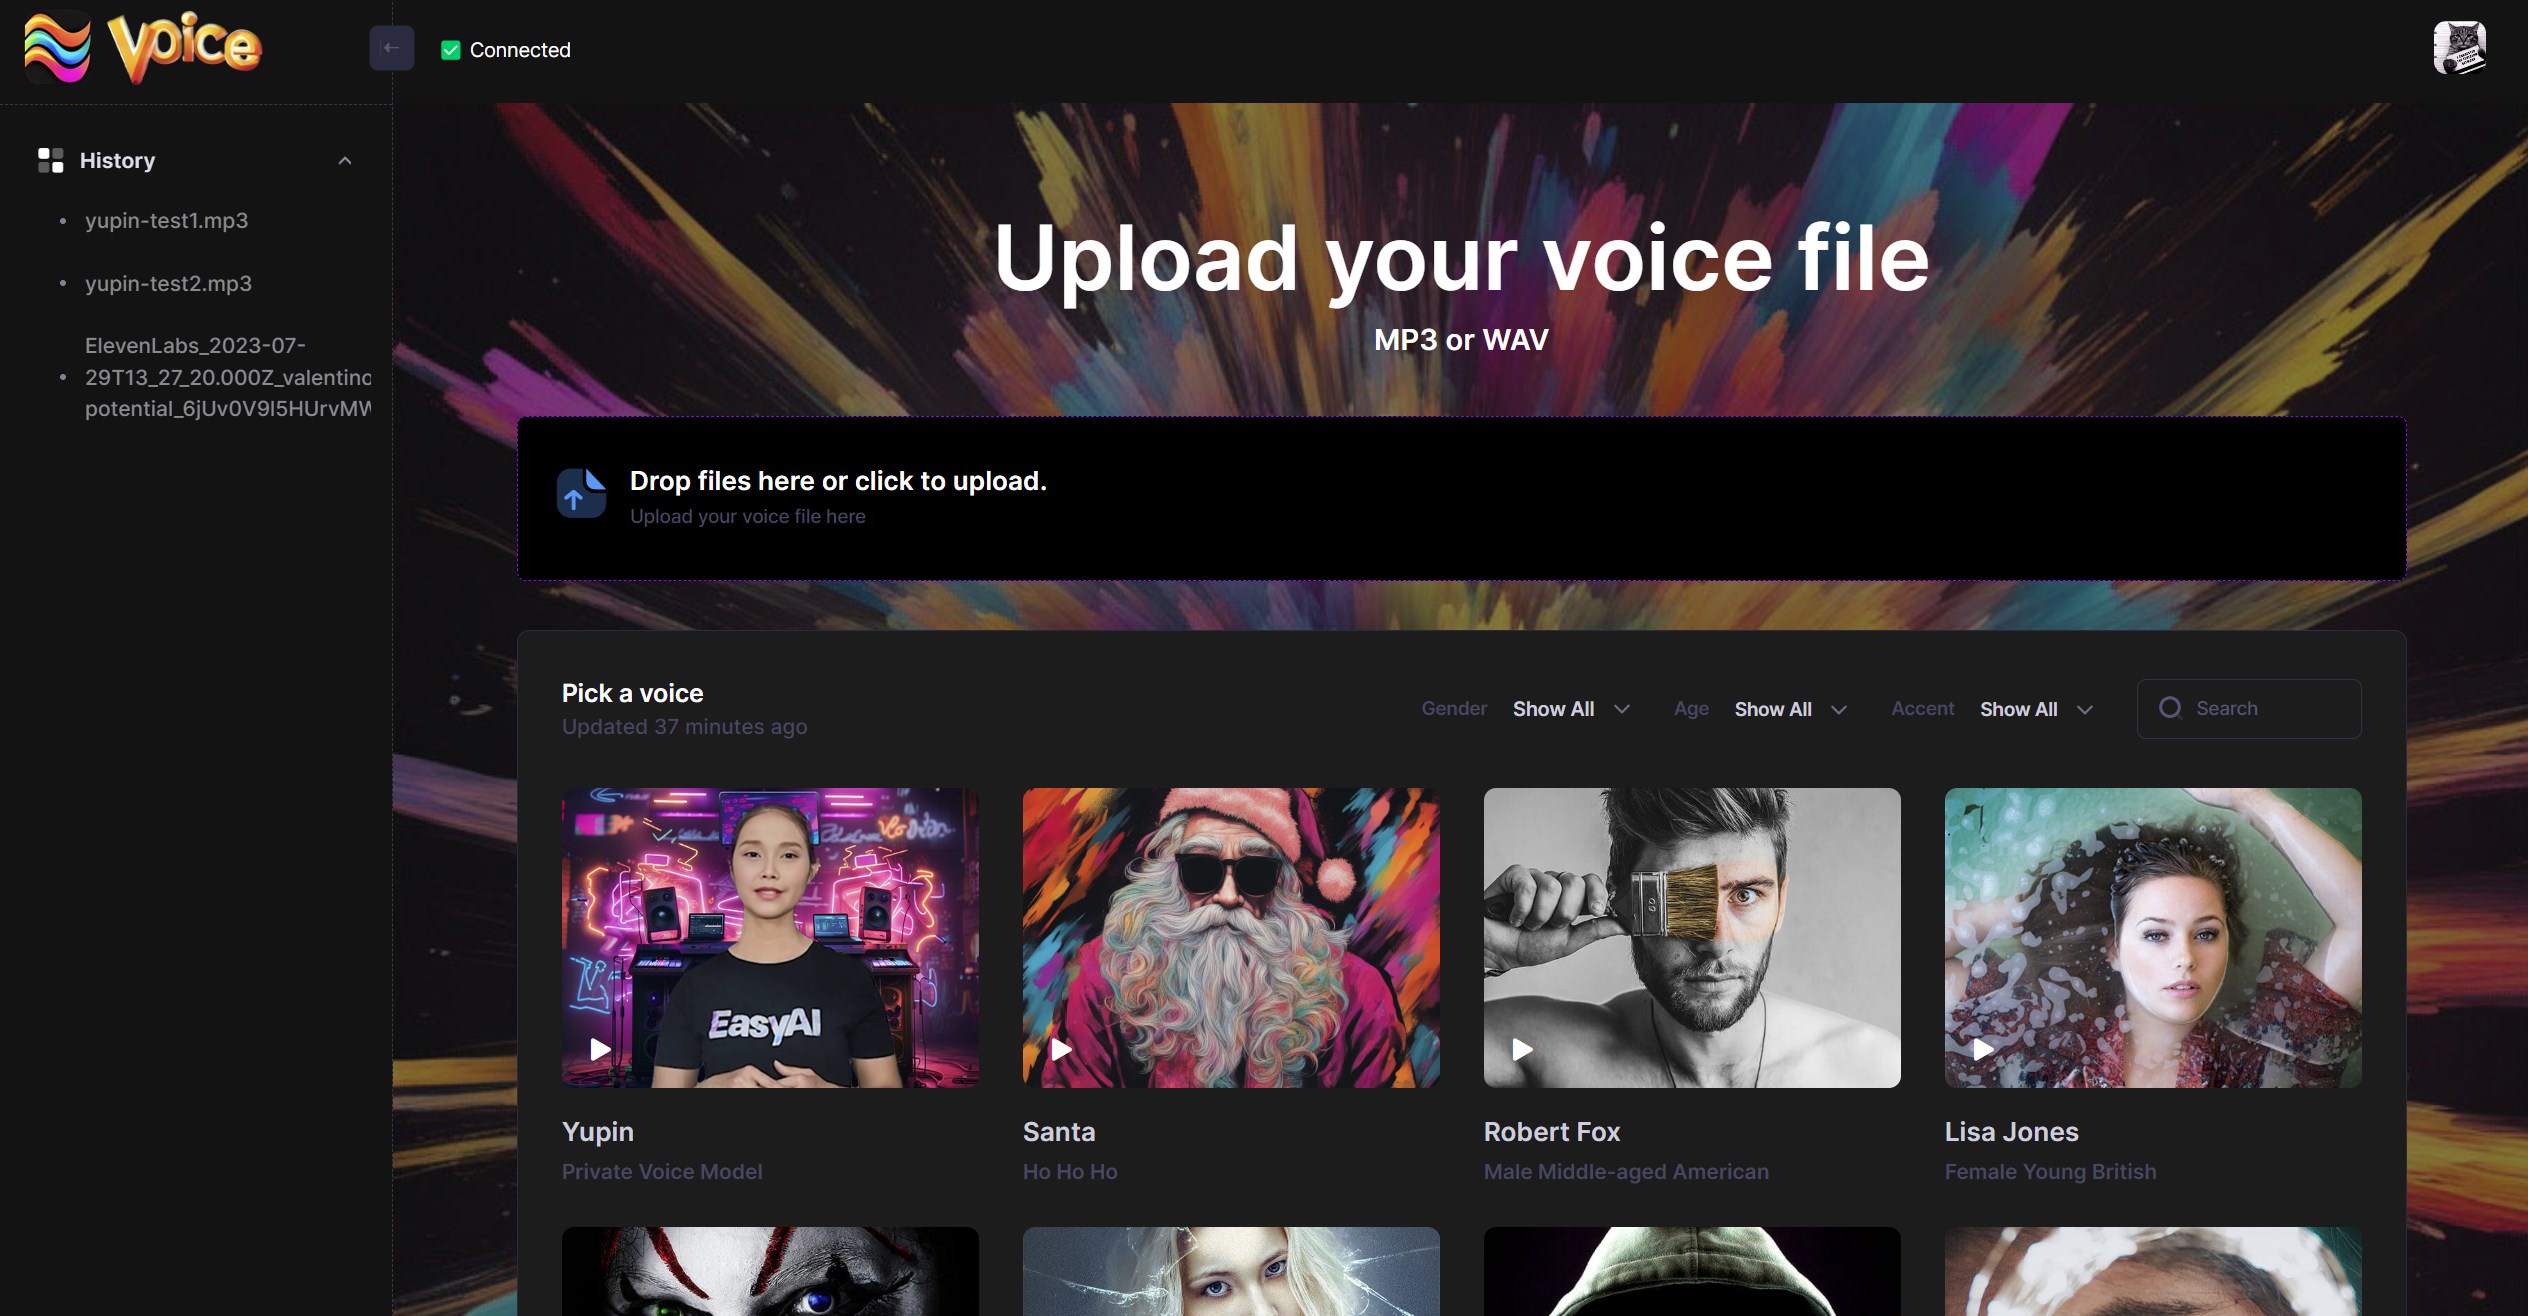 Voice
Connected
History
yupin-test1.mp3
yupin-test2.mp3
ElevenLabs_2023-07-
29T13_27_20.000Z_valentino
potential_6jUv0V9I5HUrvMW
Upload your voice file
MP3 or WAV
Drop files here or click to upload.
Upload your voice file here
Pick a voice
Updated 37 minutes ago
Gender Show All Age Show All Accent Show All Search
EasyAI
Yupin
Private Voice Model
Santa
Ho Ho Ho
Robert Fox
Male Middle-aged American
Lisa Jones
Female Young British